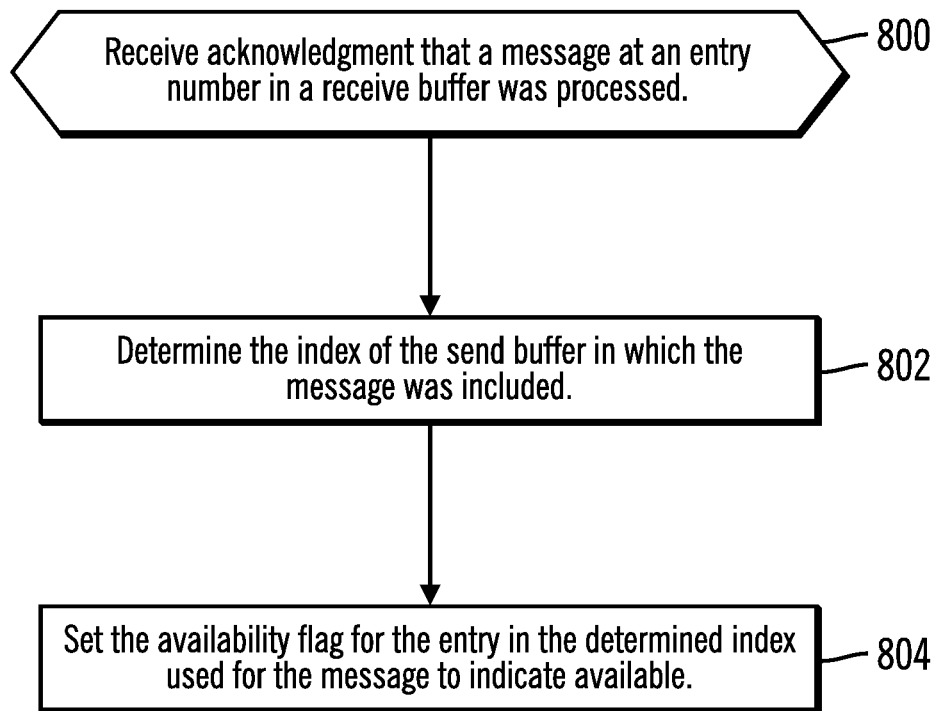 Receive acknowledgment that a message at an entry
number in a receive buffer was processed.
800
Determine the index of the send buffer in which the
message was included.
802
Set the availability flag for the entry in the determined index
used for the message to indicate available.
804